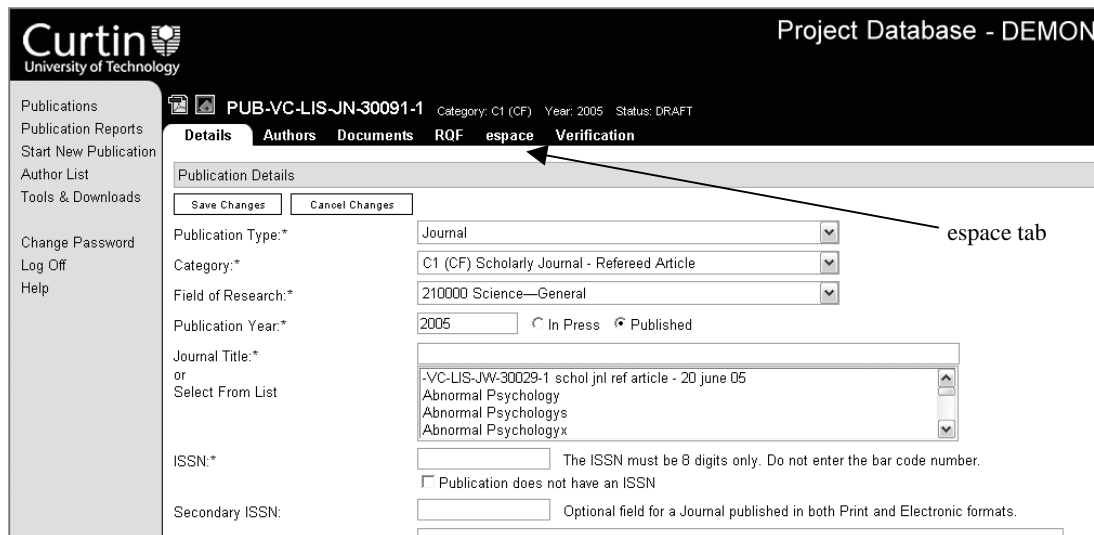 Curtin
University of Technology
Project Database - DEMON
Publications
Publication Reports
Start New Publication
Author List
Tools & Downloads
Change Password
Log Off
Help
PUB-VC-LIS-JN-30091-1 Category: C1 (CF) Year: 2005 Status: DRAFT
Details Authors Documents RQF espace Verification
Publication Details
Save Changes Cancel Changes
espace tab
Publication Type:* Journal
Category:* C1 (CF) Scholarly Journal - Refereed Article
Field of Research:* 210000 Science—General
Publication Year:* 2005 In Press Published
Journal Title:*
or
Select From List
-VC-LIS-JW-30029-1 schol jnl ref article - 20 june 05
Abnormal Psychology
Abnormal Psychologys
Abnormal Psychologyx
ISSN:* The ISSN must be 8 digits only. Do not enter the bar code number.
Publication does not have an ISSN
Secondary ISSN: Optional field for a Journal published in both Print and Electronic formats.